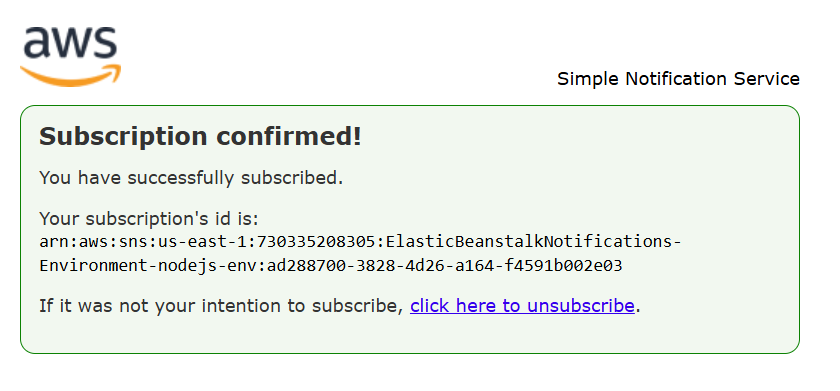 aws
Simple Notification Service
Subscription confirmed!
You have successfully subscribed.
Your subscription's id is:
arn:aws:sns:us-east-1:730335208305:ElasticBeanstalkNotifications-
Environment-nodejs-env:ad288700-3828-4d26-a164-f4591b002e03
If it was not your intention to subscribe, click here to unsubscribe.